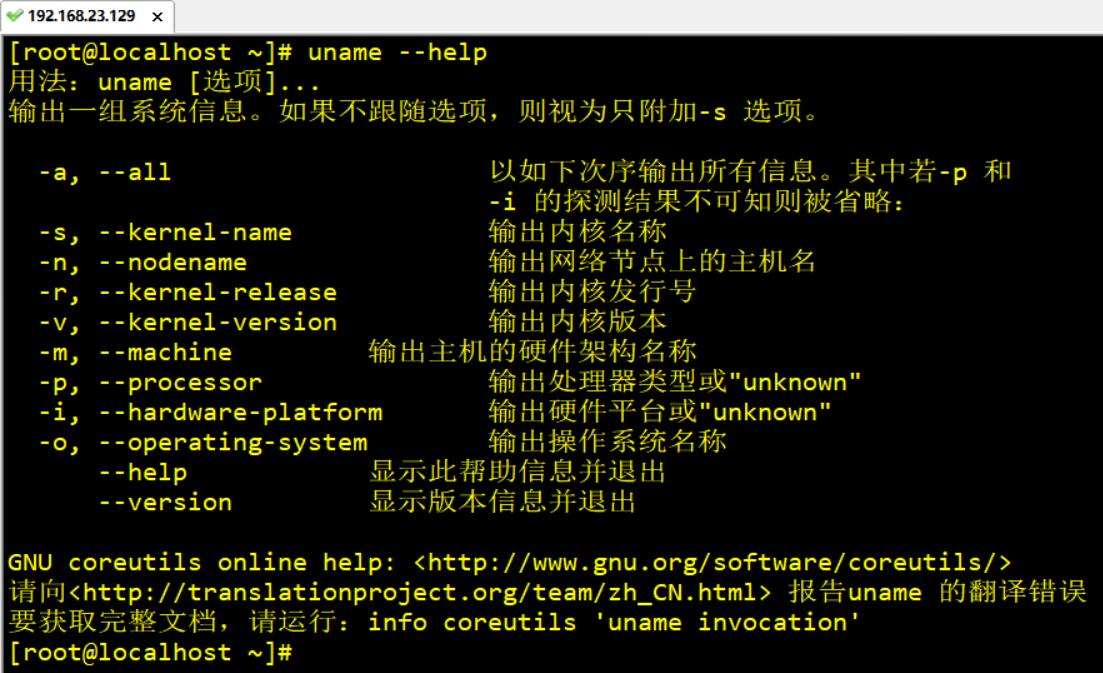 192.168.23.129 ×
[root@localhost ~]# uname --help
用法：uname [选项]...
输出一组系统信息。如果不跟随选项，则视为只附加-s 选项。
-a, --all 以如下次序输出所有信息。其中若-p 和
-i 的探测结果不可知则被省略：
-s, --kernel-name 输出内核名称
-n, --nodename 输出网络节点上的主机名
-r, --kernel-release 输出内核发行号
-v, --kernel-version 输出内核版本
-m, --machine 输出主机的硬件架构名称
-p, --processor 输出处理器类型或"unknown"
-i, --hardware-platform 输出硬件平台或"unknown"
-o, --operating-system 输出操作系统名称
--help 显示此帮助信息并退出
--version 显示版本信息并退出
GNU coreutils online help: <http://www.gnu.org/software/coreutils/>
请向<http://translationproject.org/team/zh_CN.html> 报告uname 的翻译错误
要获取完整文档，请运行：info coreutils 'uname invocation'
[root@localhost ~]#